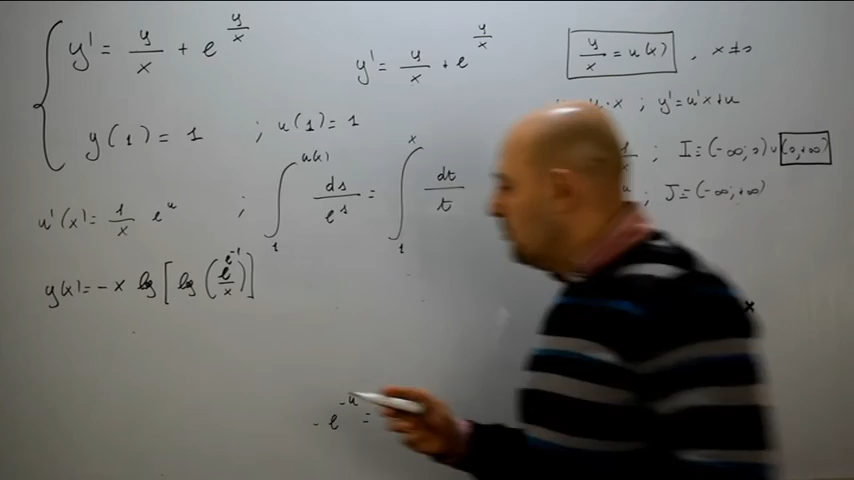 y' = y/x + e^(y/x)
y(1) = 1 ; u(1) = 1
u'(x) = 1/x e^u ; ∫_1^{u(x)} ds/e^s = ∫_1^x dt/t
y(x) = -x lg[lg(e^{e^{-1}}/x)]
y' = y/x + e^(y/x)
y/x = u(x) , x ≠ 0
· x ; y' = u'x + u
; I = (-∞; 0) ∪ (0, +∞)
; J = (-∞; +∞)
- e^{-u} =